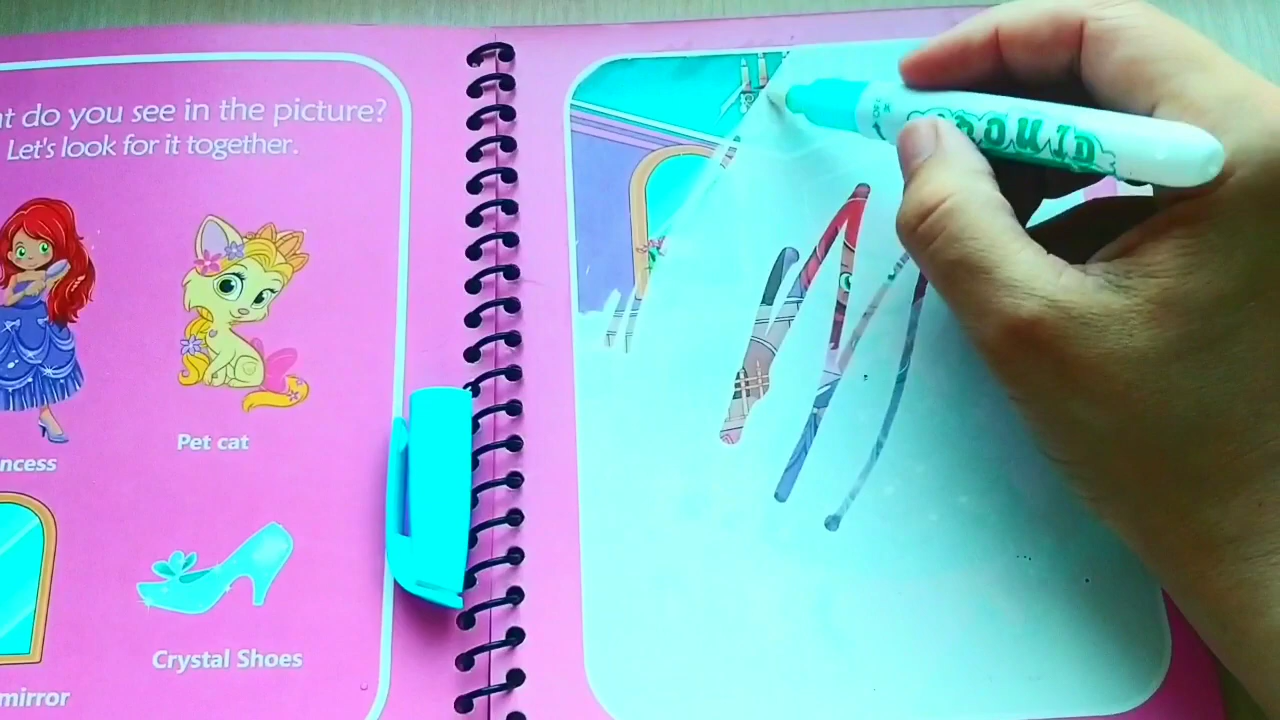 t do you see in the picture?
Let's look for it together.
ncess
Pet cat
Crystal Shoes
mirror